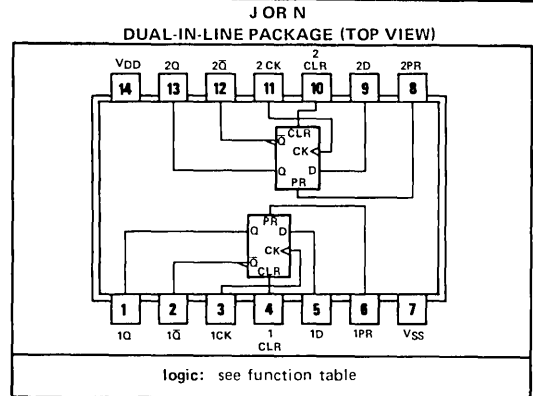 J OR N
DUAL-IN-LINE PACKAGE (TOP VIEW)
VDD 2Q 2Q̅ 2 CK 2 CLR 2D 2PR
14 13 12 11 10 9 8
CLR
Q̅ CK
Q D
PR
PR
Q D
CK
Q̅ CLR
1 2 3 4 5 6 7
1Q 1Q̅ 1CK 1 CLR 1D 1PR VSS
logic: see function table